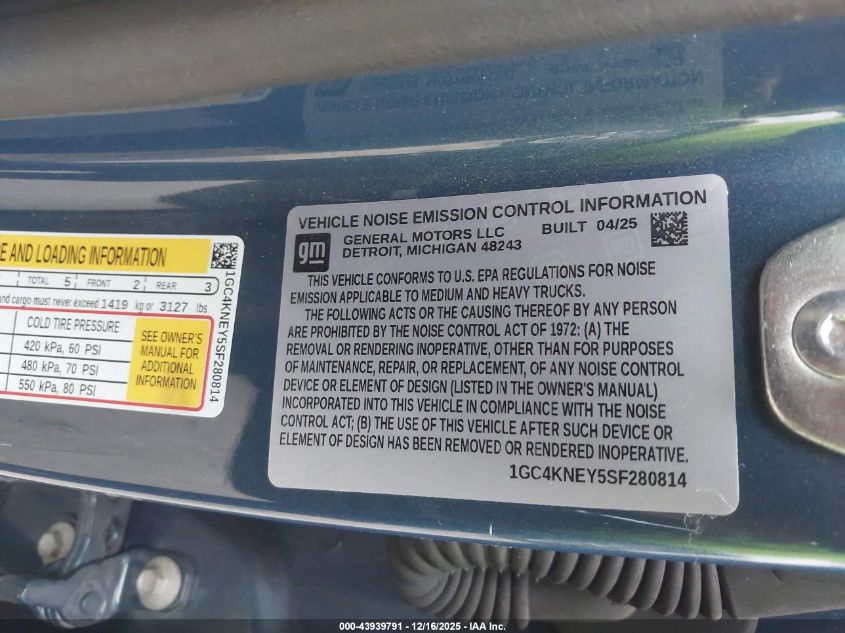 VEHICLE NOISE EMISSION CONTROL INFORMATION
gm
GENERAL MOTORS LLC BUILT 04/25
DETROIT, MICHIGAN 48243
THIS VEHICLE CONFORMS TO U.S. EPA REGULATIONS FOR NOISE
EMISSION APPLICABLE TO MEDIUM AND HEAVY TRUCKS.
THE FOLLOWING ACTS OR THE CAUSING THEREOF BY ANY PERSON
ARE PROHIBITED BY THE NOISE CONTROL ACT OF 1972: (A) THE
REMOVAL OR RENDERING INOPERATIVE, OTHER THAN FOR PURPOSES
OF MAINTENANCE, REPAIR, OR REPLACEMENT, OF ANY NOISE CONTROL
DEVICE OR ELEMENT OF DESIGN (LISTED IN THE OWNER'S MANUAL)
INCORPORATED INTO THIS VEHICLE IN COMPLIANCE WITH THE NOISE
CONTROL ACT; (B) THE USE OF THIS VEHICLE AFTER SUCH DEVICE OR
ELEMENT OF DESIGN HAS BEEN REMOVED OR RENDERED INOPERATIVE.
1GC4KNEY5SF280814
E AND LOADING INFORMATION
TOTAL 5 FRONT 2 REAR 3
and cargo must never exceed 1419 kg or 3127 lbs.
COLD TIRE PRESSURE
420 kPa, 60 PSI
480 kPa, 70 PSI
550 kPa, 80 PSI
SEE OWNER'S
MANUAL FOR
ADDITIONAL
INFORMATION
1GC4KNEY5SF280814
000-43939791 - 12/16/2025 - IAA Inc.